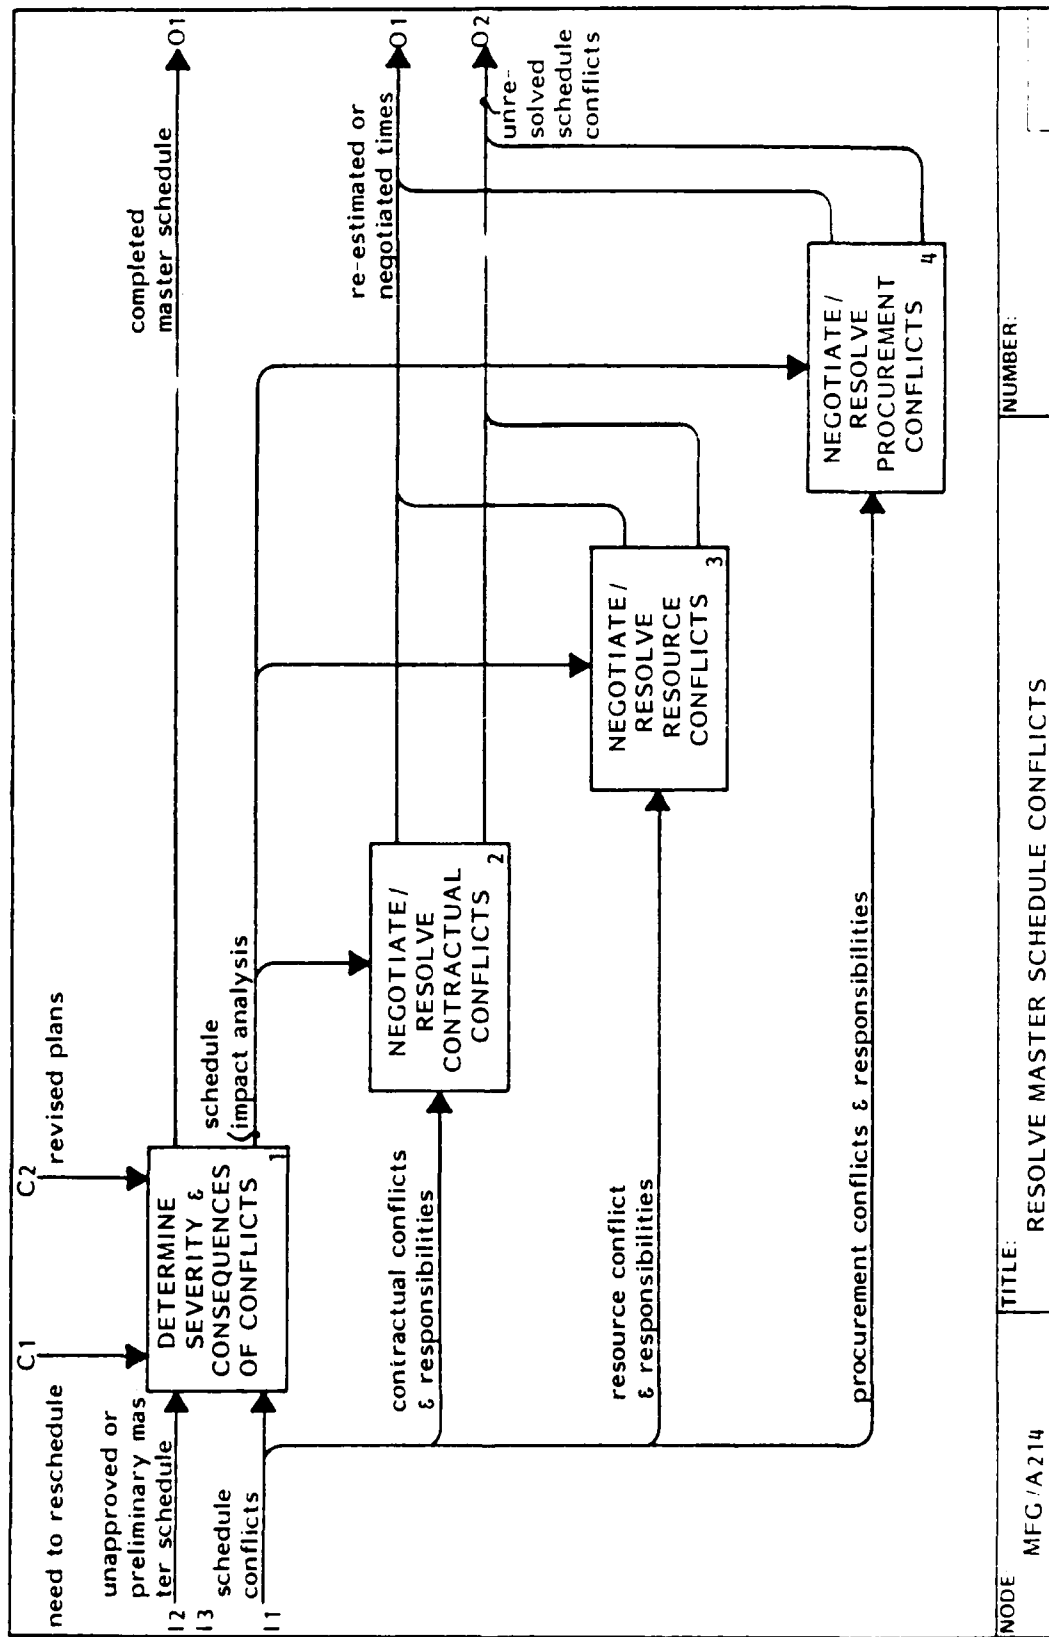 C1
C2
need to reschedule
revised plans
unapproved or
preliminary mas
ter schedule
I2
I3
schedule
conflicts
I1
DETERMINE
SEVERITY &
CONSEQUENCES
OF CONFLICTS
1
completed
master schedule
O1
schedule
impact analysis
contractual conflicts
& responsibilities
NEGOTIATE/
RESOLVE
CONTRACTUAL
CONFLICTS
2
re-estimated or
negotiated times
O1
O2
unre-
solved
schedule
conflicts
resource conflict
& responsibilities
NEGOTIATE/
RESOLVE
RESOURCE
CONFLICTS
3
procurement conflicts & responsibilities
NEGOTIATE/
RESOLVE
PROCUREMENT
CONFLICTS
4
NODE
MFG/A214
TITLE:
RESOLVE MASTER SCHEDULE CONFLICTS
NUMBER: